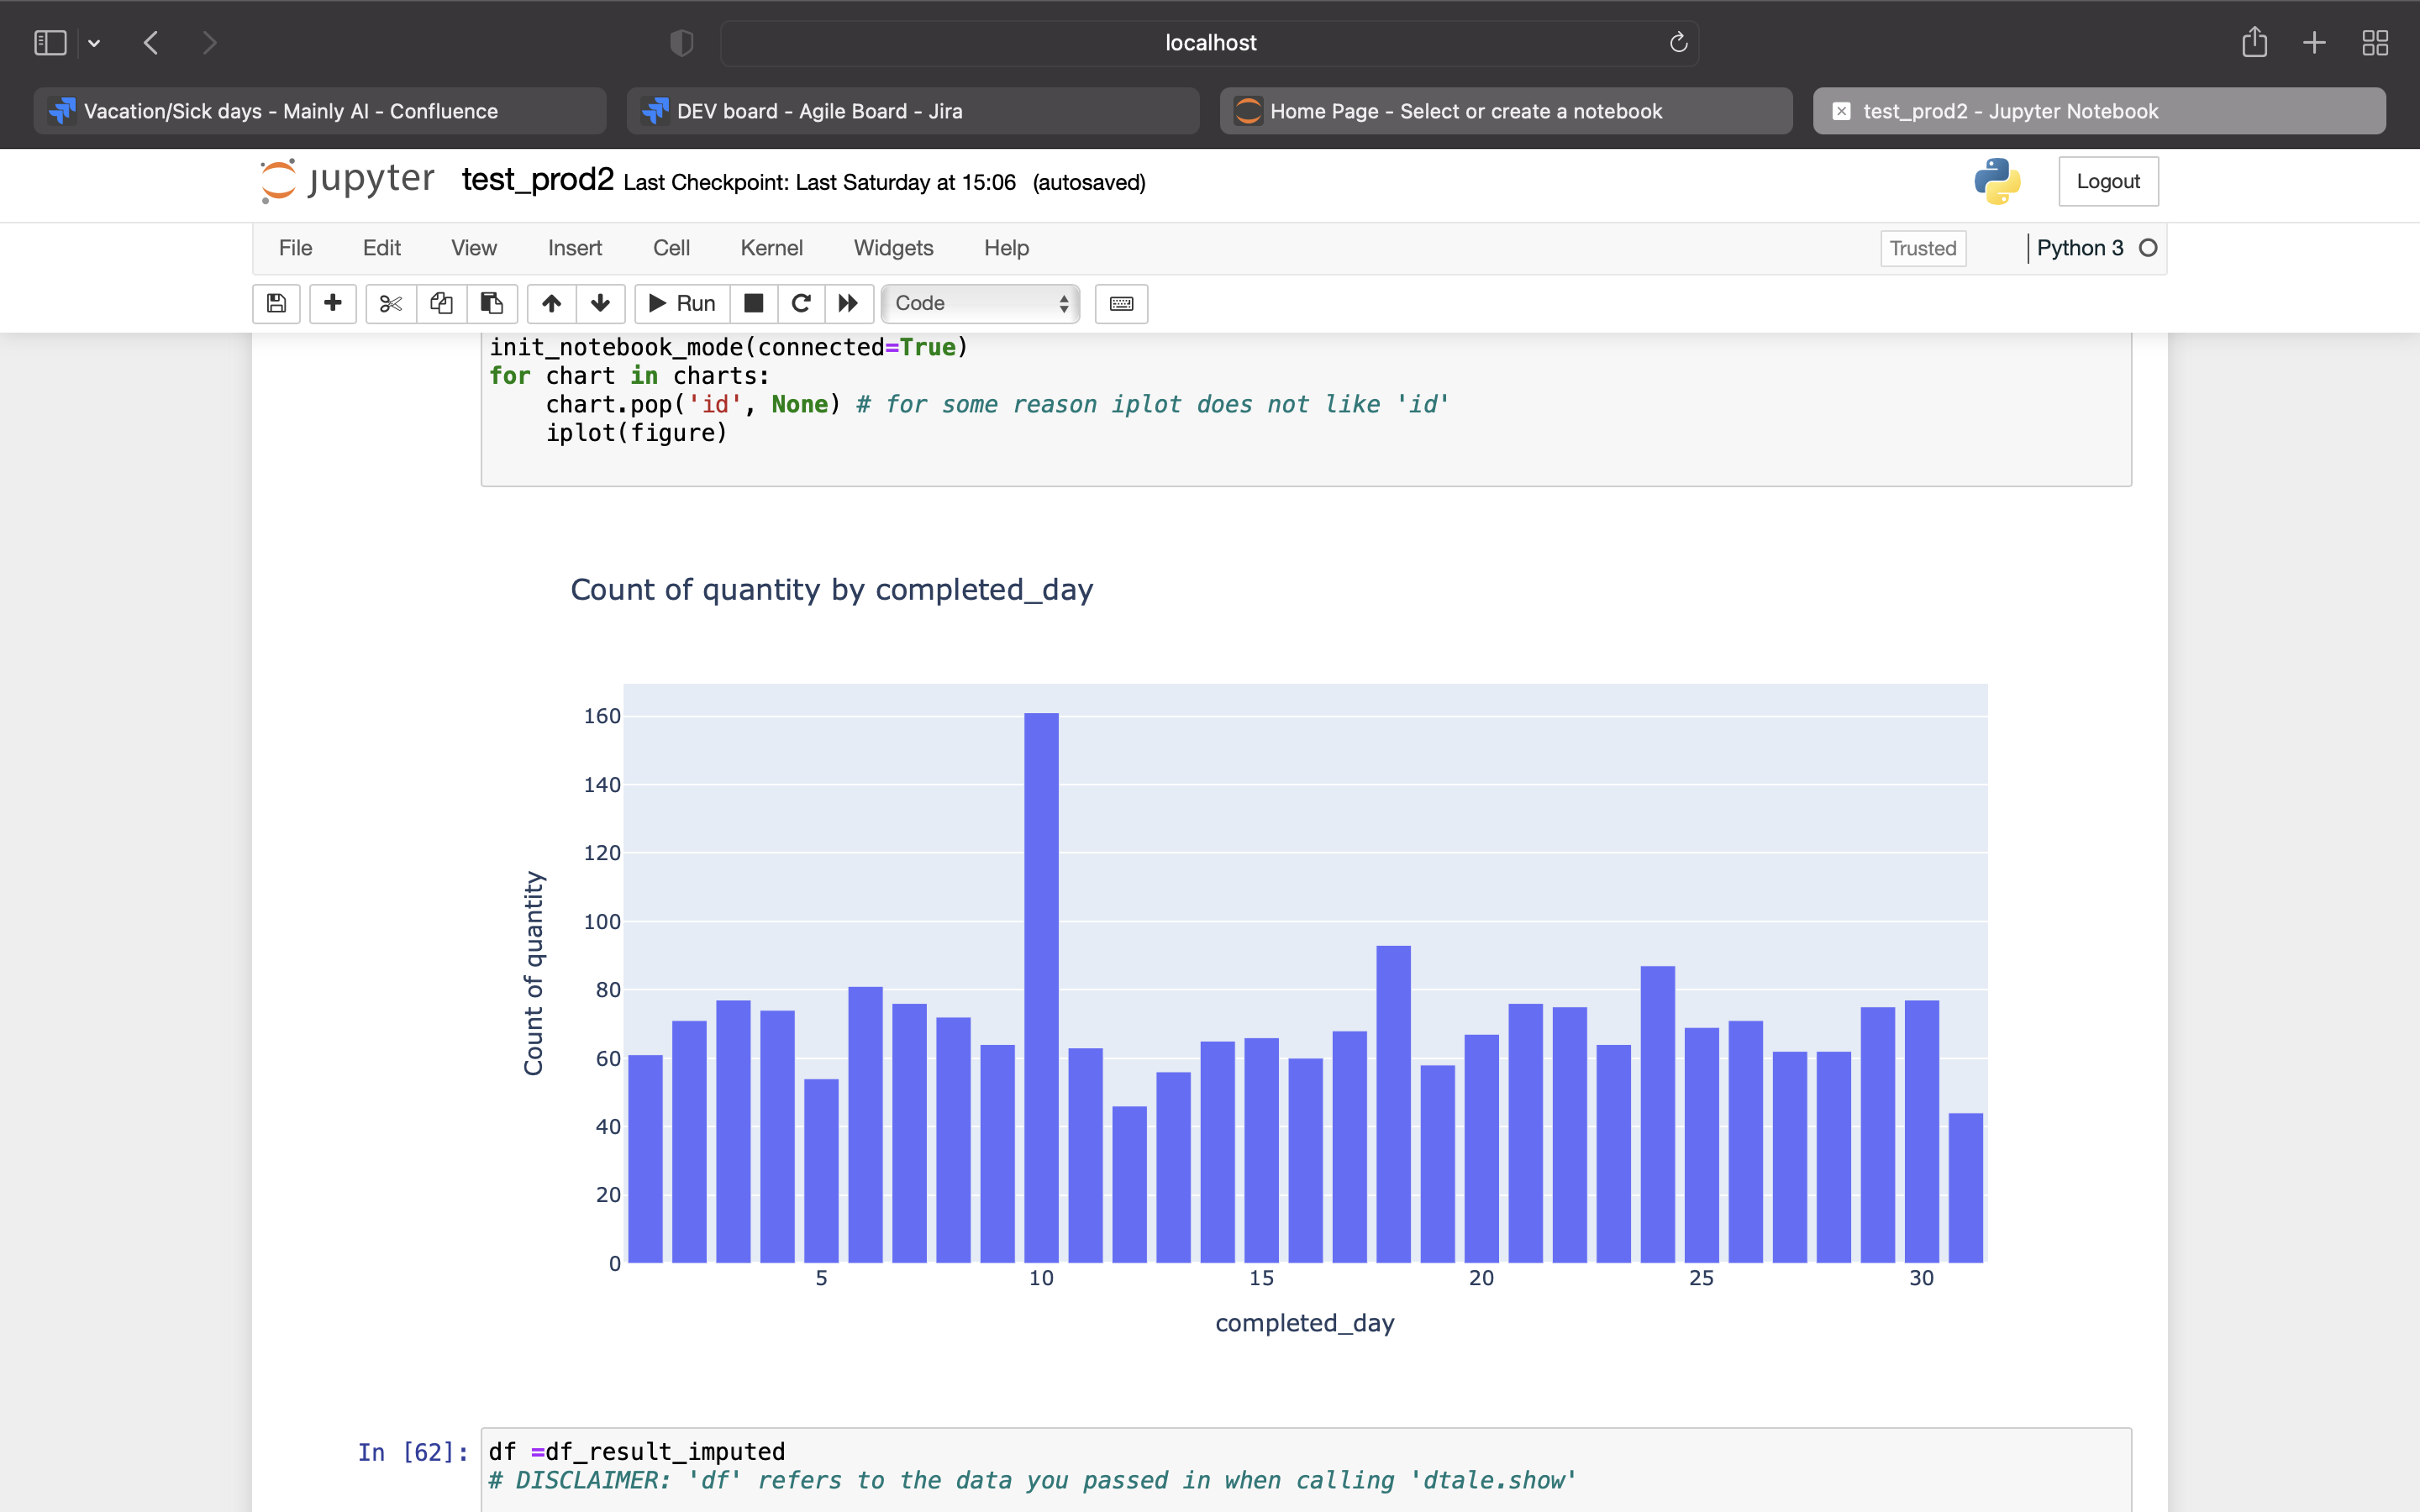 localhost
Vacation/Sick days - Mainly AI - Confluence
DEV board - Agile Board - Jira
Home Page - Select or create a notebook
test_prod2 - Jupyter Notebook
jupyter test_prod2 Last Checkpoint: Last Saturday at 15:06 (autosaved)
Logout
File Edit View Insert Cell Kernel Widgets Help
Trusted
Python 3
Run
Code
init_notebook_mode(connected=True)
for chart in charts:
    chart.pop('id', None) # for some reason iplot does not like 'id'
    iplot(figure)
Count of quantity by completed_day
160
140
120
100
80
60
40
20
0
Count of quantity
5 10 15 20 25 30
completed_day
In [62]:
df =df_result_imputed
# DISCLAIMER: 'df' refers to the data you passed in when calling 'dtale.show'